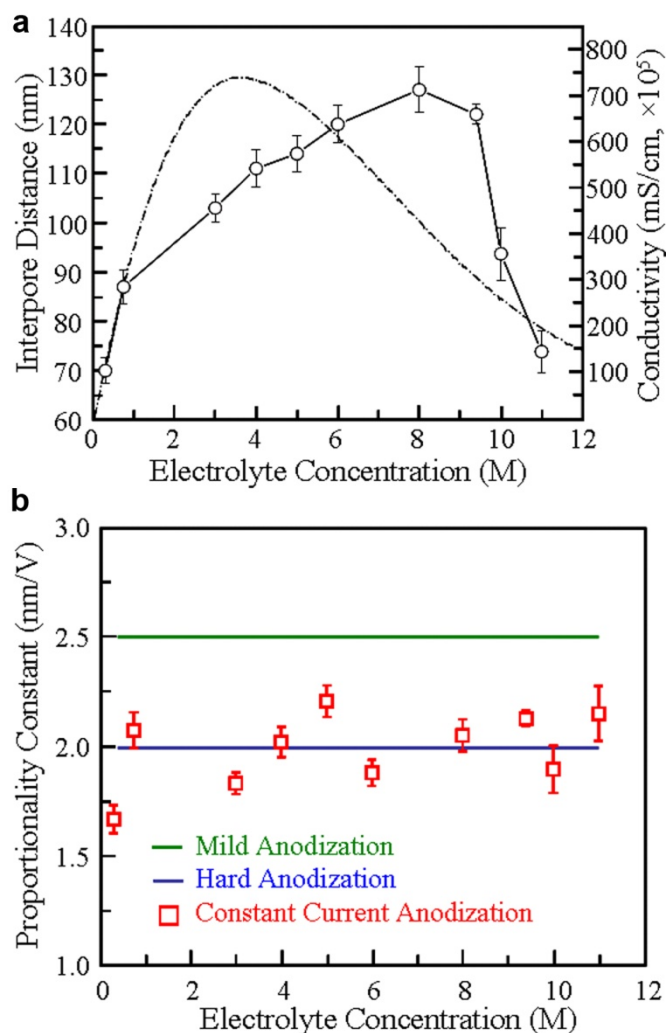 a
140
130
120
110
100
90
80
70
60
Interpore Distance (nm)
800
700
600
500
400
300
200
100
Conductivity (mS/cm, ×10⁵)
0 2 4 6 8 10 12
Electrolyte Concentration (M)
b
3.0
2.5
2.0
1.5
1.0
Proportionality Constant (nm/V)
Mild Anodization
Hard Anodization
Constant Current Anodization
0 2 4 6 8 10 12
Electrolyte Concentration (M)